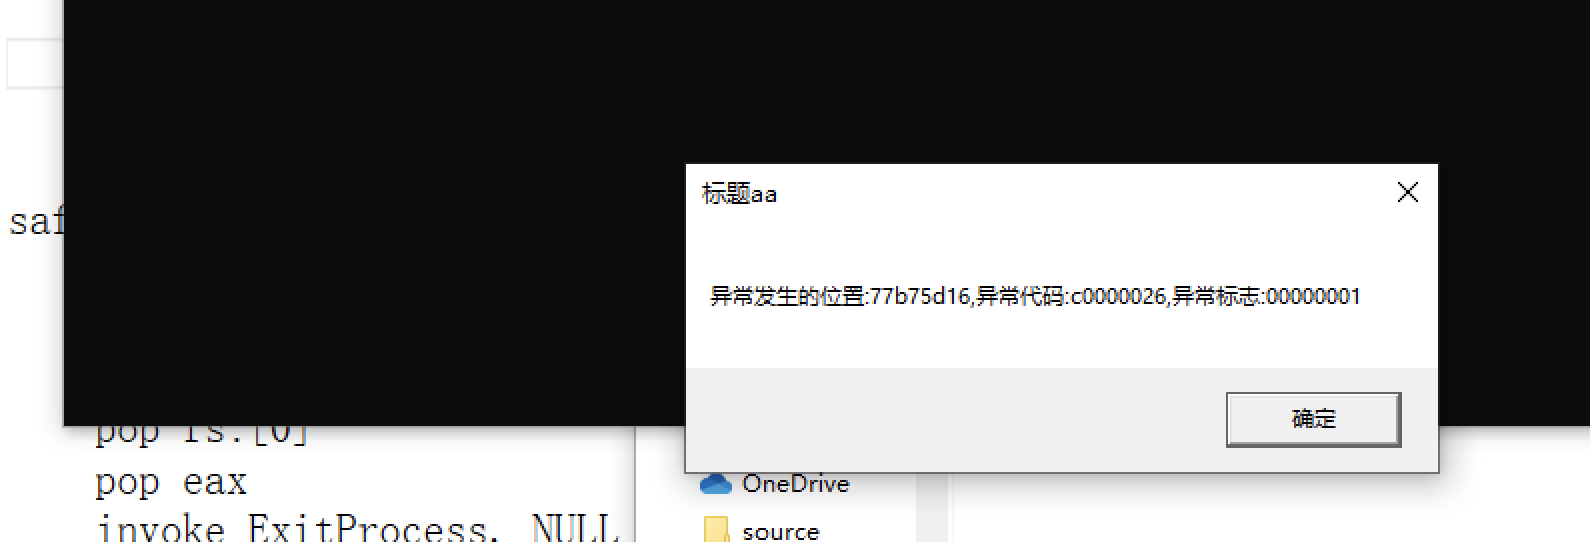 标题aa
saf
异常发生的位置:77b75d16,异常代码:c0000026,异常标志:00000001
确定
pop fs:[0]
pop eax
invoke ExitProcess, NULL
OneDrive
source